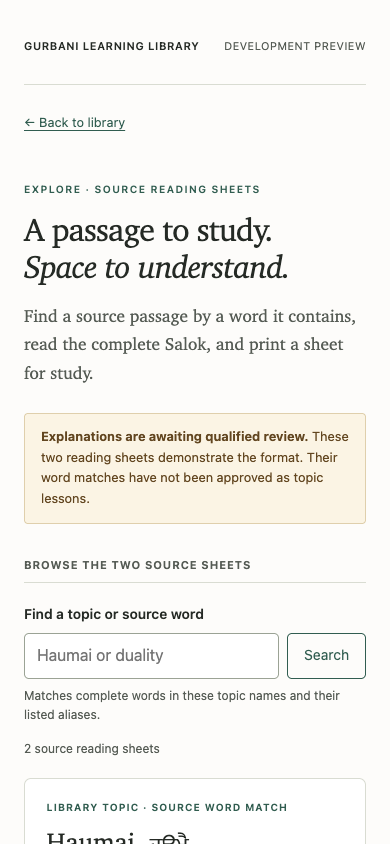 GURBANI LEARNING LIBRARY DEVELOPMENT PREVIEW
← Back to library
EXPLORE · SOURCE READING SHEETS
A passage to study.
Space to understand.
Find a source passage by a word it contains,
read the complete Salok, and print a sheet
for study.
Explanations are awaiting qualified review. These
two reading sheets demonstrate the format. Their
word matches have not been approved as topic
lessons.
BROWSE THE TWO SOURCE SHEETS
Find a topic or source word
Haumai or duality Search
Matches complete words in these topic names and their
listed aliases.
2 source reading sheets
LIBRARY TOPIC · SOURCE WORD MATCH
Haumai